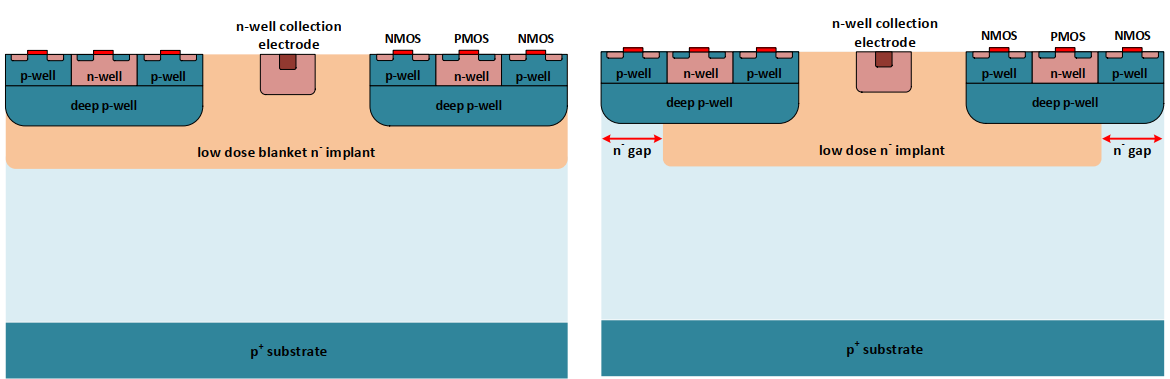 n-well collection
electrode
NMOS PMOS NMOS
p-well n-well p-well p-well n-well p-well
deep p-well deep p-well
low dose blanket n⁻ implant
p⁺ substrate
n-well collection
electrode
NMOS PMOS NMOS
p-well n-well p-well p-well n-well p-well
deep p-well deep p-well
n⁻ gap low dose n⁻ implant n⁻ gap
p⁺ substrate